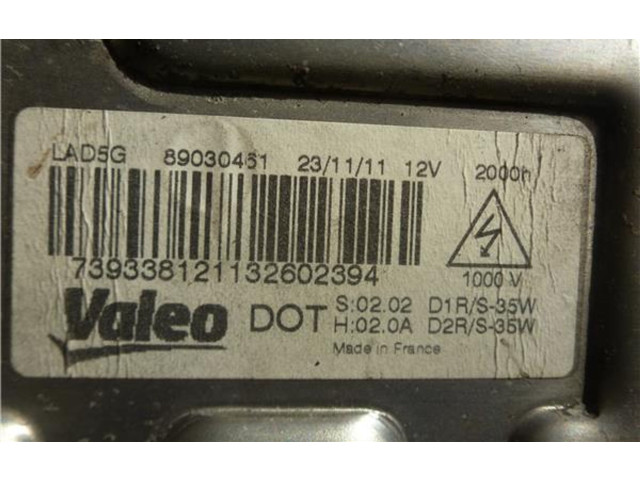 LAD5G 89030451 23/11/11 12V 2000h
739338121132602394 1000 V
Valeo DOT S:02.02 D1R/S-35W
H:02.0A D2R/S-35W
Made in France